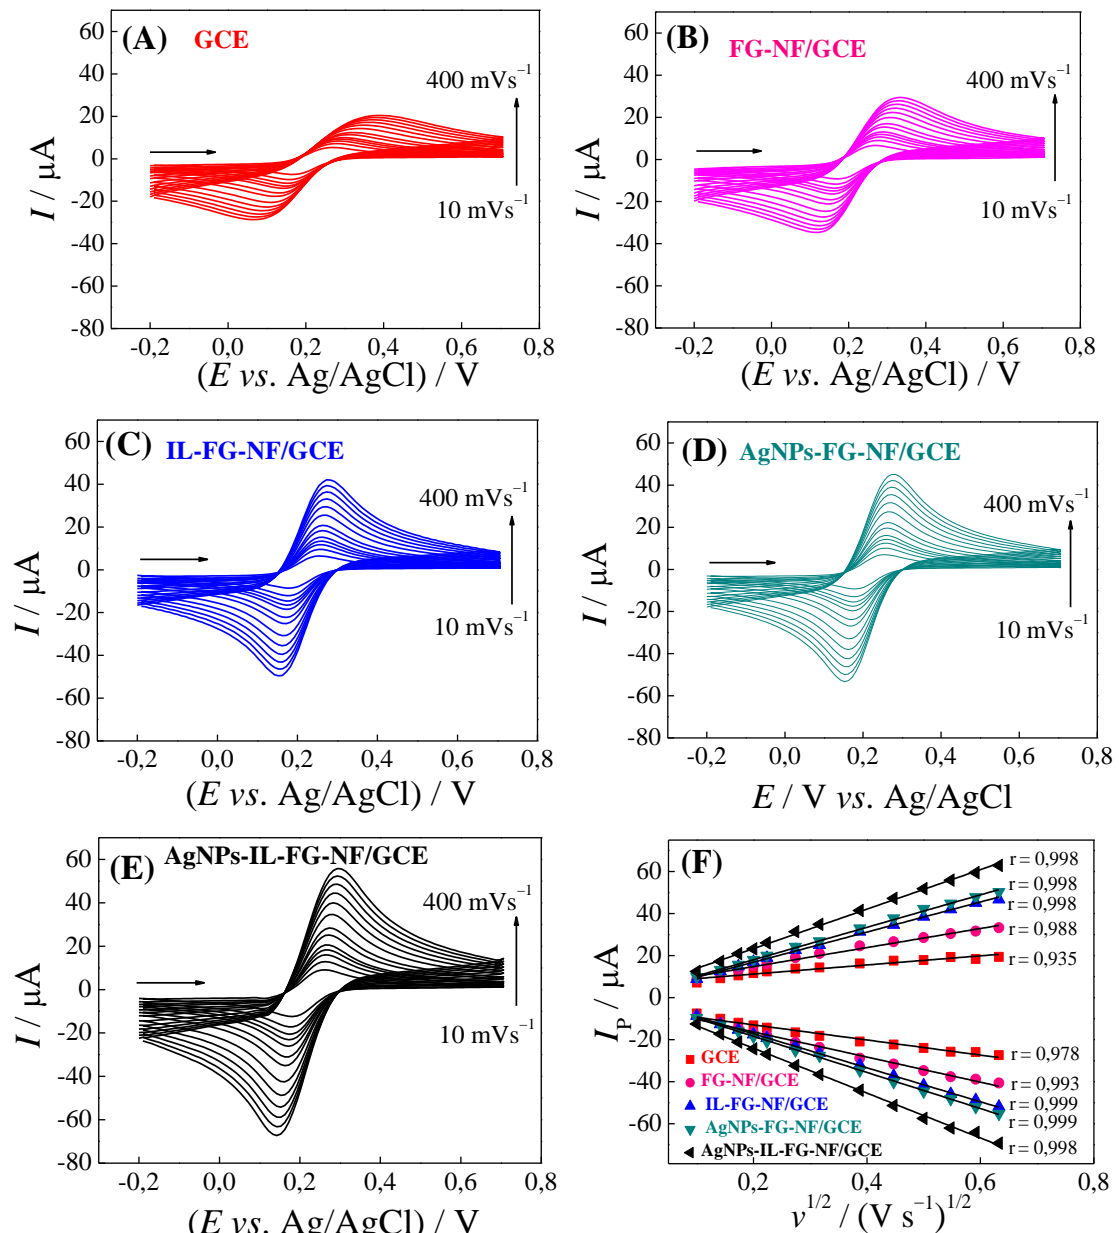 (A) GCE
60
40
20
0
-20
-40
-60
-80
400 mVs⁻¹
10 mVs⁻¹
I / µA
-0,2 0,0 0,2 0,4 0,6 0,8
(E vs. Ag/AgCl) / V
(B) FG-NF/GCE
60
40
20
0
-20
-40
-60
-80
400 mVs⁻¹
10 mVs⁻¹
I / µA
-0,2 0,0 0,2 0,4 0,6 0,8
(E vs. Ag/AgCl) / V
(C) IL-FG-NF/GCE
60
40
20
0
-20
-40
-60
-80
400 mVs⁻¹
10 mVs⁻¹
I / µA
-0,2 0,0 0,2 0,4 0,6 0,8
(E vs. Ag/AgCl) / V
(D) AgNPs-FG-NF/GCE
60
40
20
0
-20
-40
-60
-80
400 mVs⁻¹
10 mVs⁻¹
I / µA
-0,2 0,0 0,2 0,4 0,6 0,8
E / V vs. Ag/AgCl
(E) AgNPs-IL-FG-NF/GCE
60
40
20
0
-20
-40
-60
-80
400 mVs⁻¹
10 mVs⁻¹
I / µA
-0,2 0,0 0,2 0,4 0,6 0,8
(E vs. Ag/AgCl) / V
(F)
60
40
20
0
-20
-40
-60
I_P / µA
r = 0,998
r = 0,998
r = 0,998
r = 0,988
r = 0,935
r = 0,978
r = 0,993
r = 0,999
r = 0,999
r = 0,998
GCE
FG-NF/GCE
IL-FG-NF/GCE
AgNPs-FG-NF/GCE
AgNPs-IL-FG-NF/GCE
0,2 0,4 0,6 0,8
v^1/2 / (V s⁻¹)^1/2